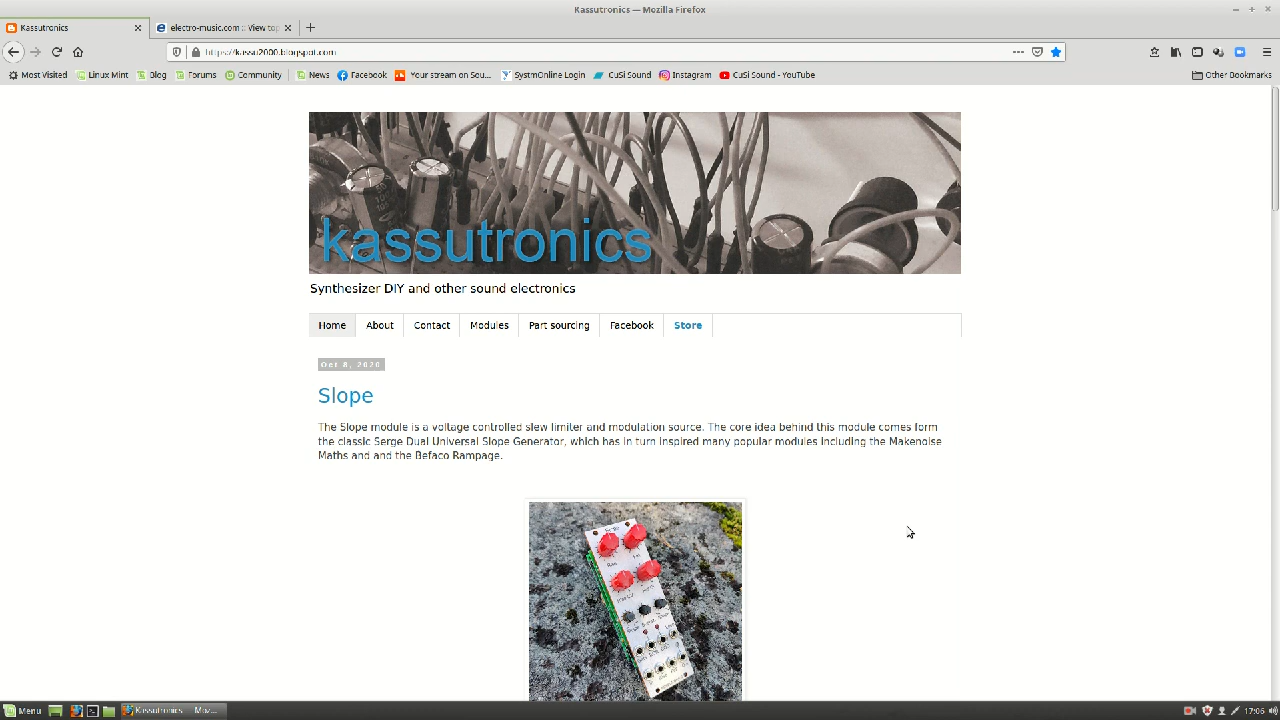 Kassutronics — Mozilla Firefox
Kassutronics
electro-music.com :: View top
https://kassu2000.blogspot.com
Most Visited Linux Mint Blog Forums Community News Facebook Your stream on Sou... SystmOnline Login CuSi Sound Instagram CuSi Sound - YouTube Other Bookmarks
kassutronics
Synthesizer DIY and other sound electronics
Home About Contact Modules Part sourcing Facebook Store
Oct 8, 2020
Slope
The Slope module is a voltage controlled slew limiter and modulation source. The core idea behind this module comes form
the classic Serge Dual Universal Slope Generator, which has in turn inspired many popular modules including the Makenoise
Maths and and the Befaco Rampage.
Menu Kassutronics — Moz... 17:06